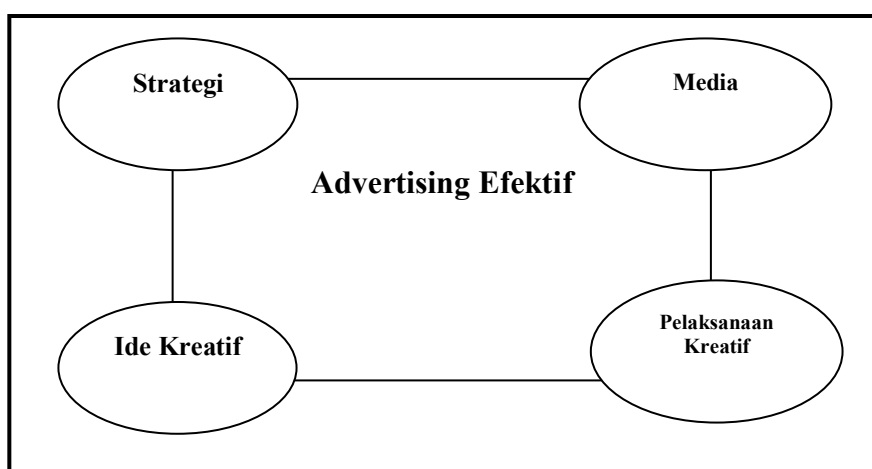 Strategi
Media
Advertising Efektif
Ide Kreatif
Pelaksanaan
Kreatif